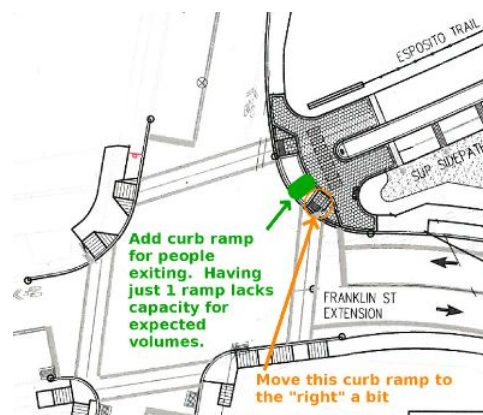 ESPOSITO TRAIL
SUP SIDEPATH
Add curb ramp
for people
exiting.  Having
just 1 ramp lacks
capacity for
expected
volumes.
FRANKLIN ST
EXTENSION
Move this curb ramp to
the "right" a bit